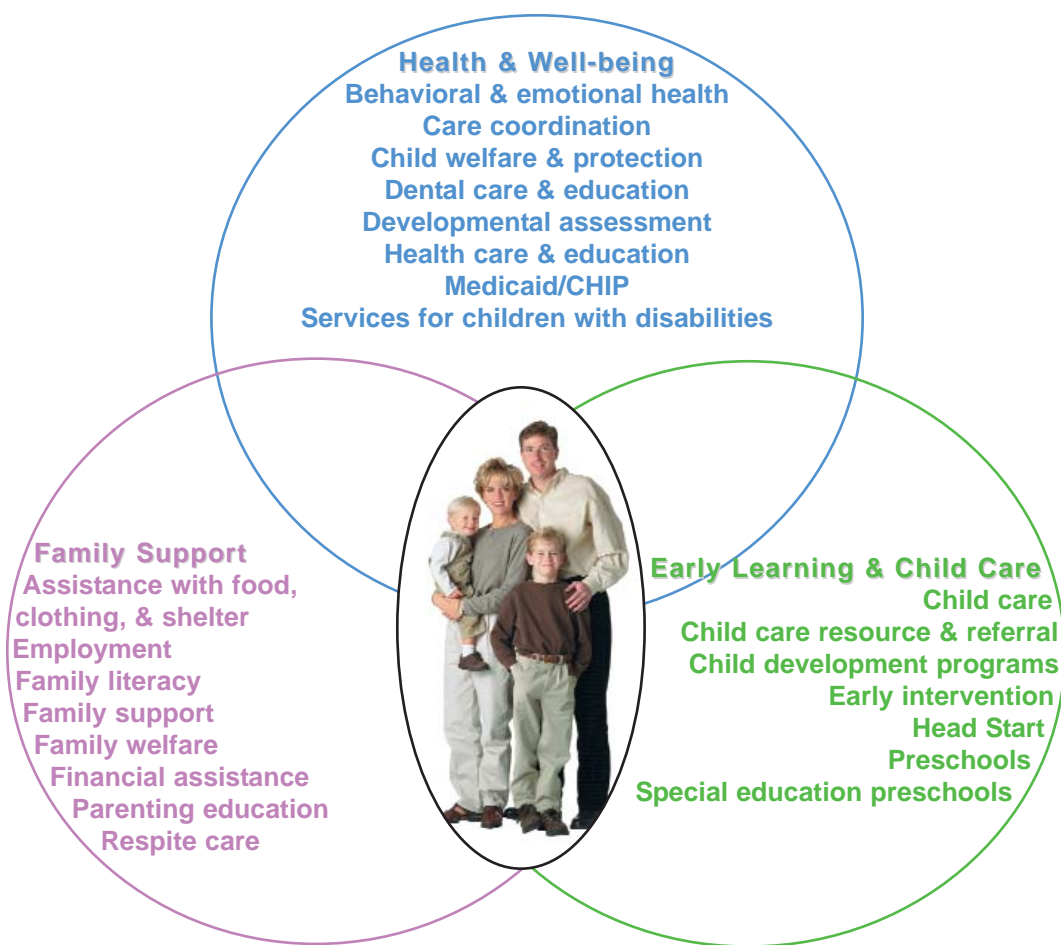 Health & Well-being
Behavioral & emotional health
Care coordination
Child welfare & protection
Dental care & education
Developmental assessment
Health care & education
Medicaid/CHIP
Services for children with disabilities
Family Support
Assistance with food,
clothing, & shelter
Employment
Family literacy
Family support
Family welfare
Financial assistance
Parenting education
Respite care
Early Learning & Child Care
Child care
Child care resource & referral
Child development programs
Early intervention
Head Start
Preschools
Special education preschools